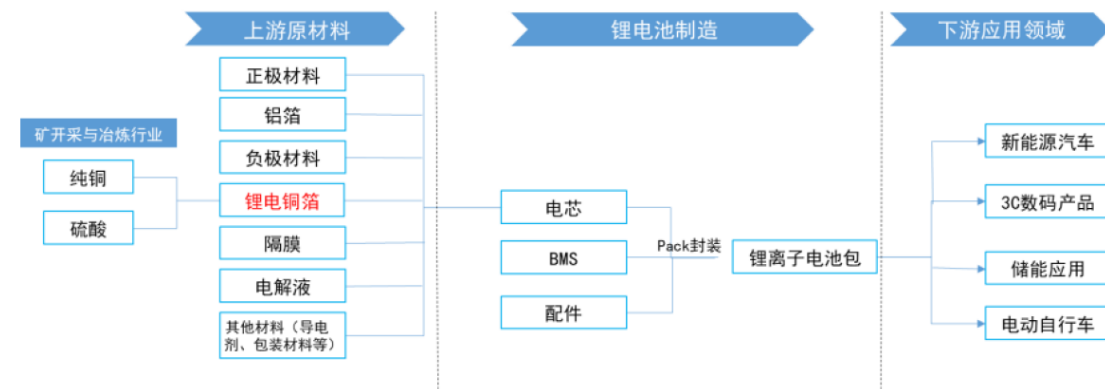 上游原材料
锂电池制造
下游应用领域
矿开采与冶炼行业
纯铜
硫酸
正极材料
铝箔
负极材料
锂电铜箔
隔膜
电解液
其他材料（导电
剂、包装材料等）
电芯
BMS
配件
Pack封装
锂离子电池包
新能源汽车
3C数码产品
储能应用
电动自行车